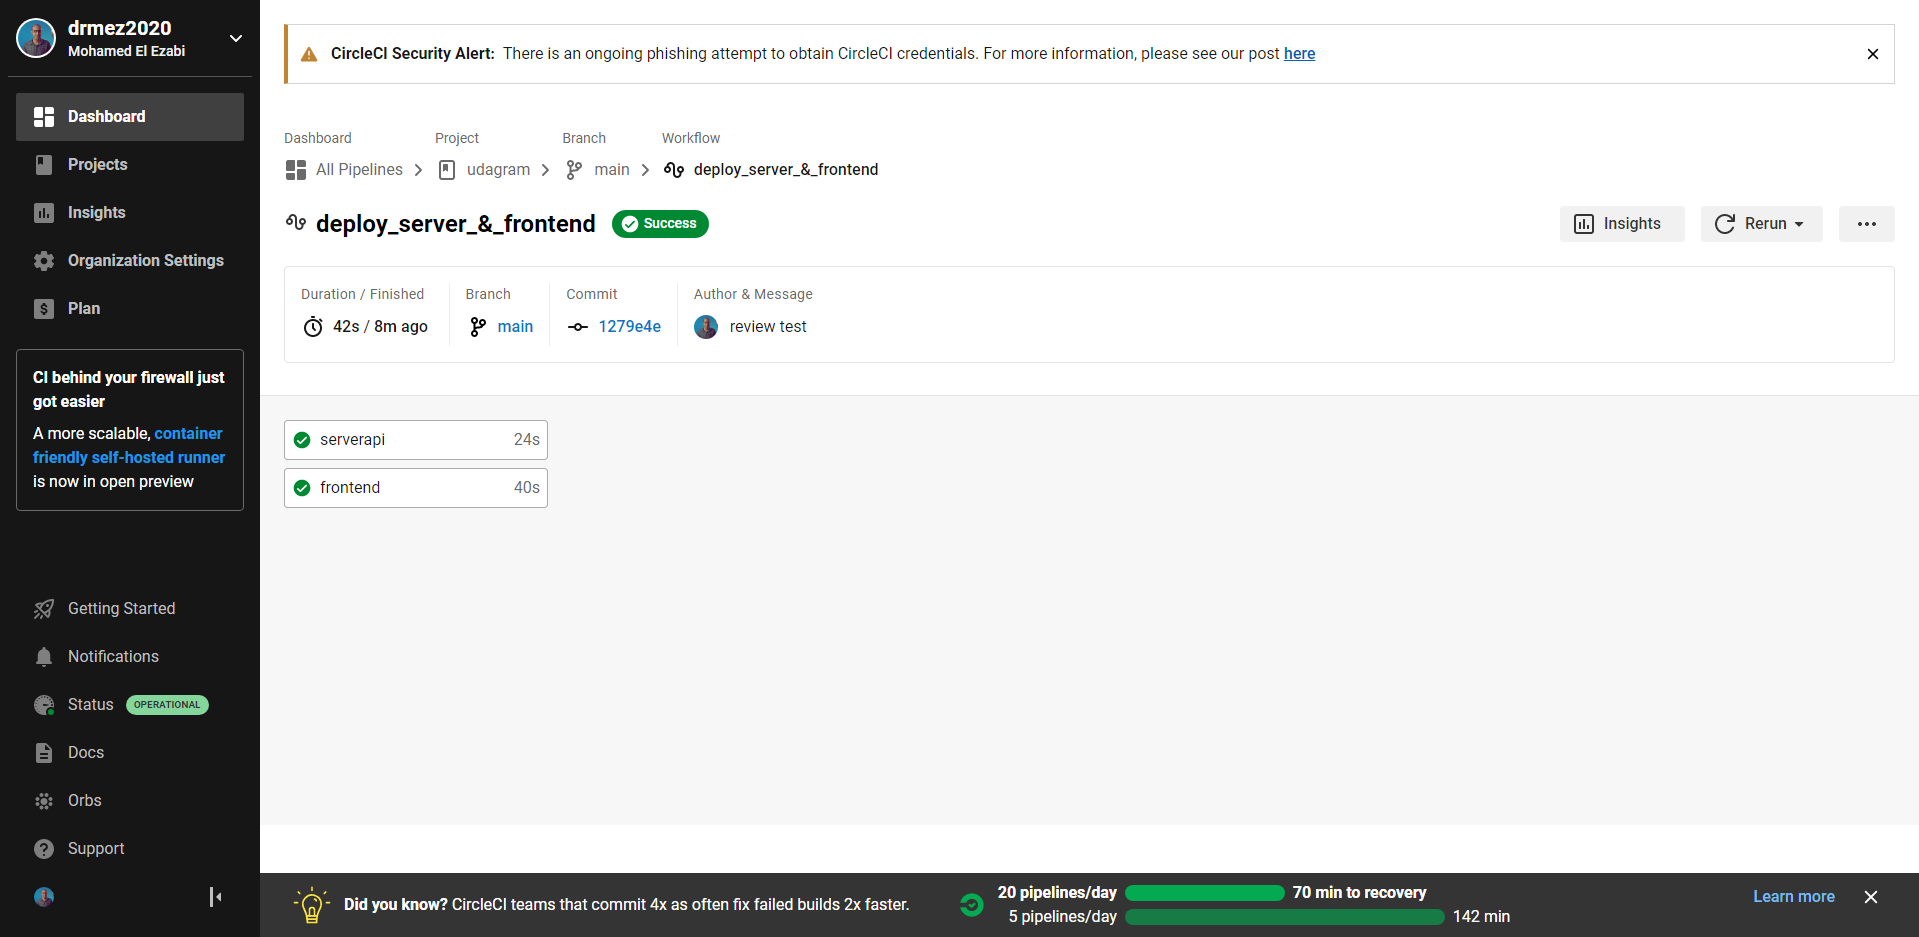 drmez2020
Mohamed El Ezabi
Dashboard
Projects
Insights
Organization Settings
Plan
CI behind your firewall just
got easier
A more scalable, container
friendly self-hosted runner
is now in open preview
Getting Started
Notifications
Status OPERATIONAL
Docs
Orbs
Support
CircleCI Security Alert: There is an ongoing phishing attempt to obtain CircleCI credentials. For more information, please see our post here
Dashboard Project Branch Workflow
All Pipelines udagram main deploy_server_&_frontend
deploy_server_&_frontend Success
Insights Rerun
Duration / Finished Branch Commit Author & Message
42s / 8m ago main 1279e4e review test
serverapi 24s
frontend 40s
Did you know? CircleCI teams that commit 4x as often fix failed builds 2x faster.
20 pipelines/day 70 min to recovery
5 pipelines/day 142 min
Learn more